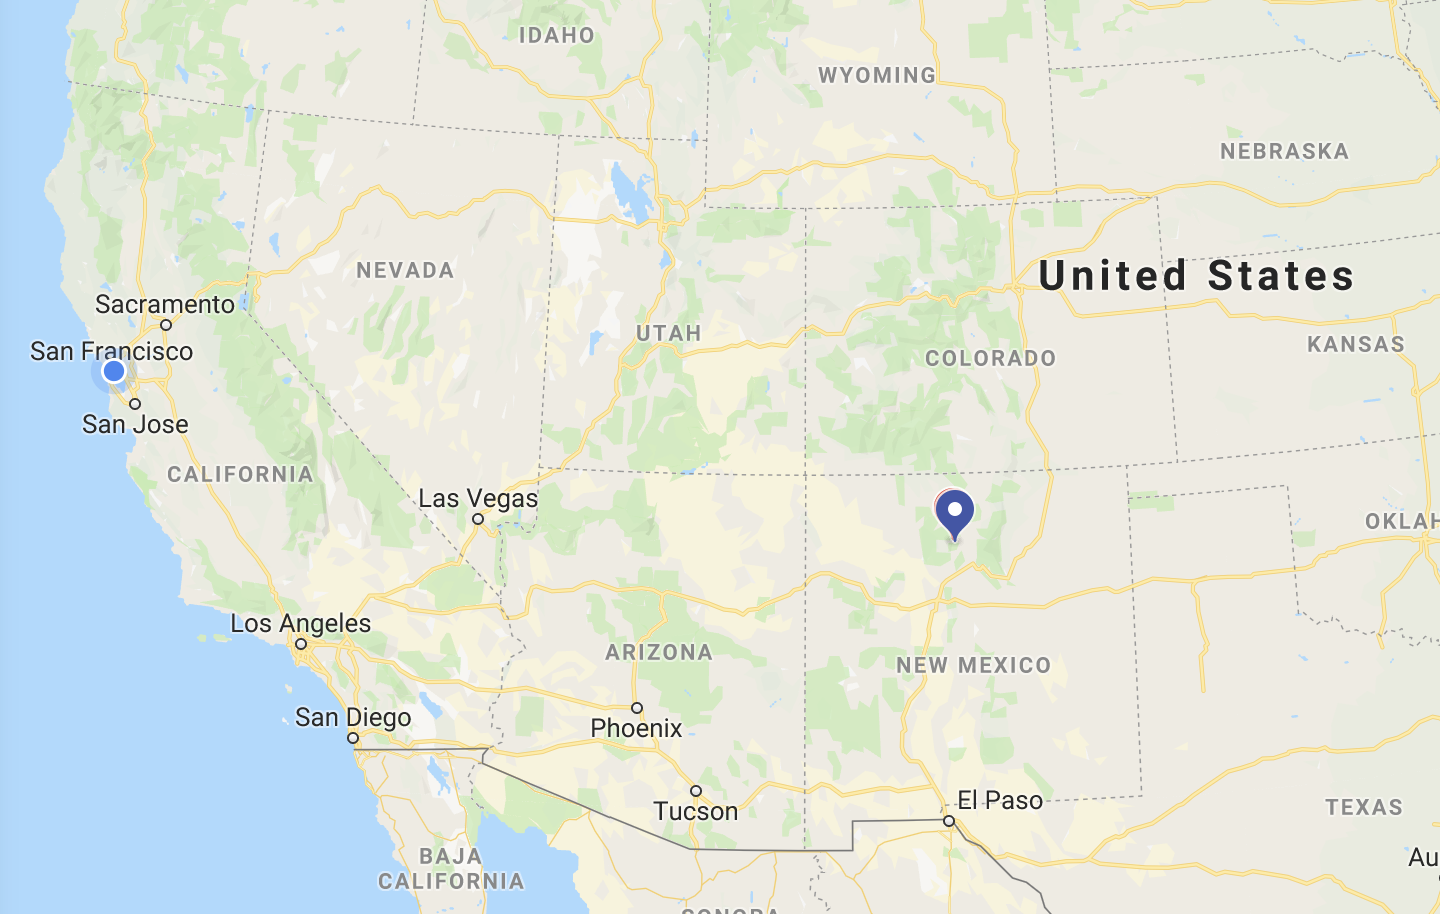 IDAHO
WYOMING
NEBRASKA
NEVADA
United States
Sacramento
UTAH
San Francisco
COLORADO
KANSAS
San Jose
CALIFORNIA
Las Vegas
OKLAH
Los Angeles
ARIZONA
NEW MEXICO
San Diego
Phoenix
El Paso
Tucson
TEXAS
BAJA
CALIFORNIA
Au
SONORA